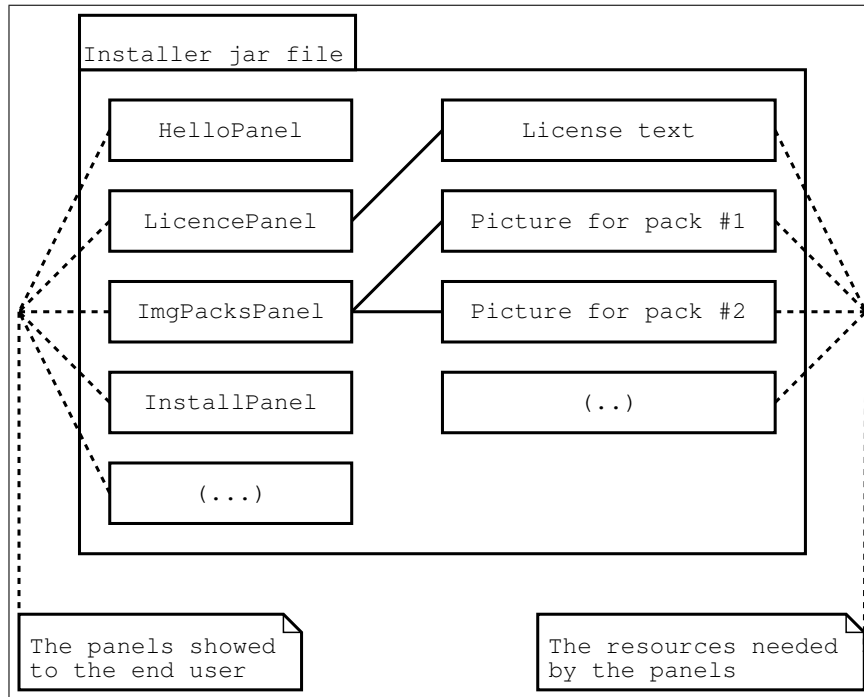 Installer jar file
HelloPanel
License text
LicencePanel
Picture for pack #1
ImgPacksPanel
Picture for pack #2
InstallPanel
(..)
(...)
The panels showed
to the end user
The resources needed
by the panels